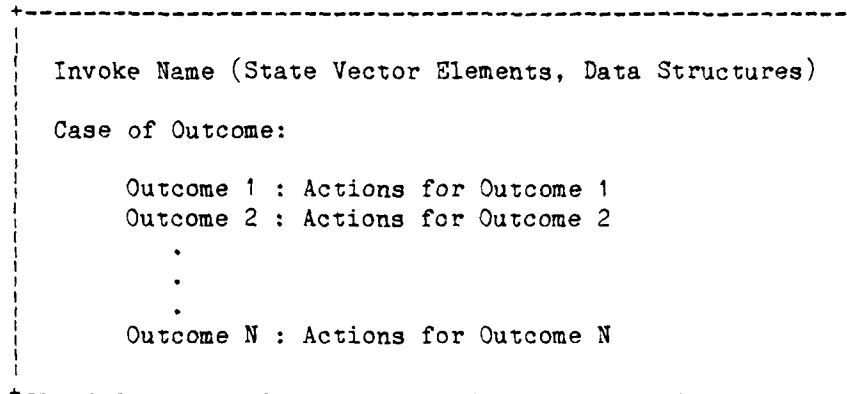 Invoke Name (State Vector Elements, Data Structures)
Case of Outcome:
Outcome 1 : Actions for Outcome 1
Outcome 2 : Actions for Outcome 2
.
.
.
Outcome N : Actions for Outcome N